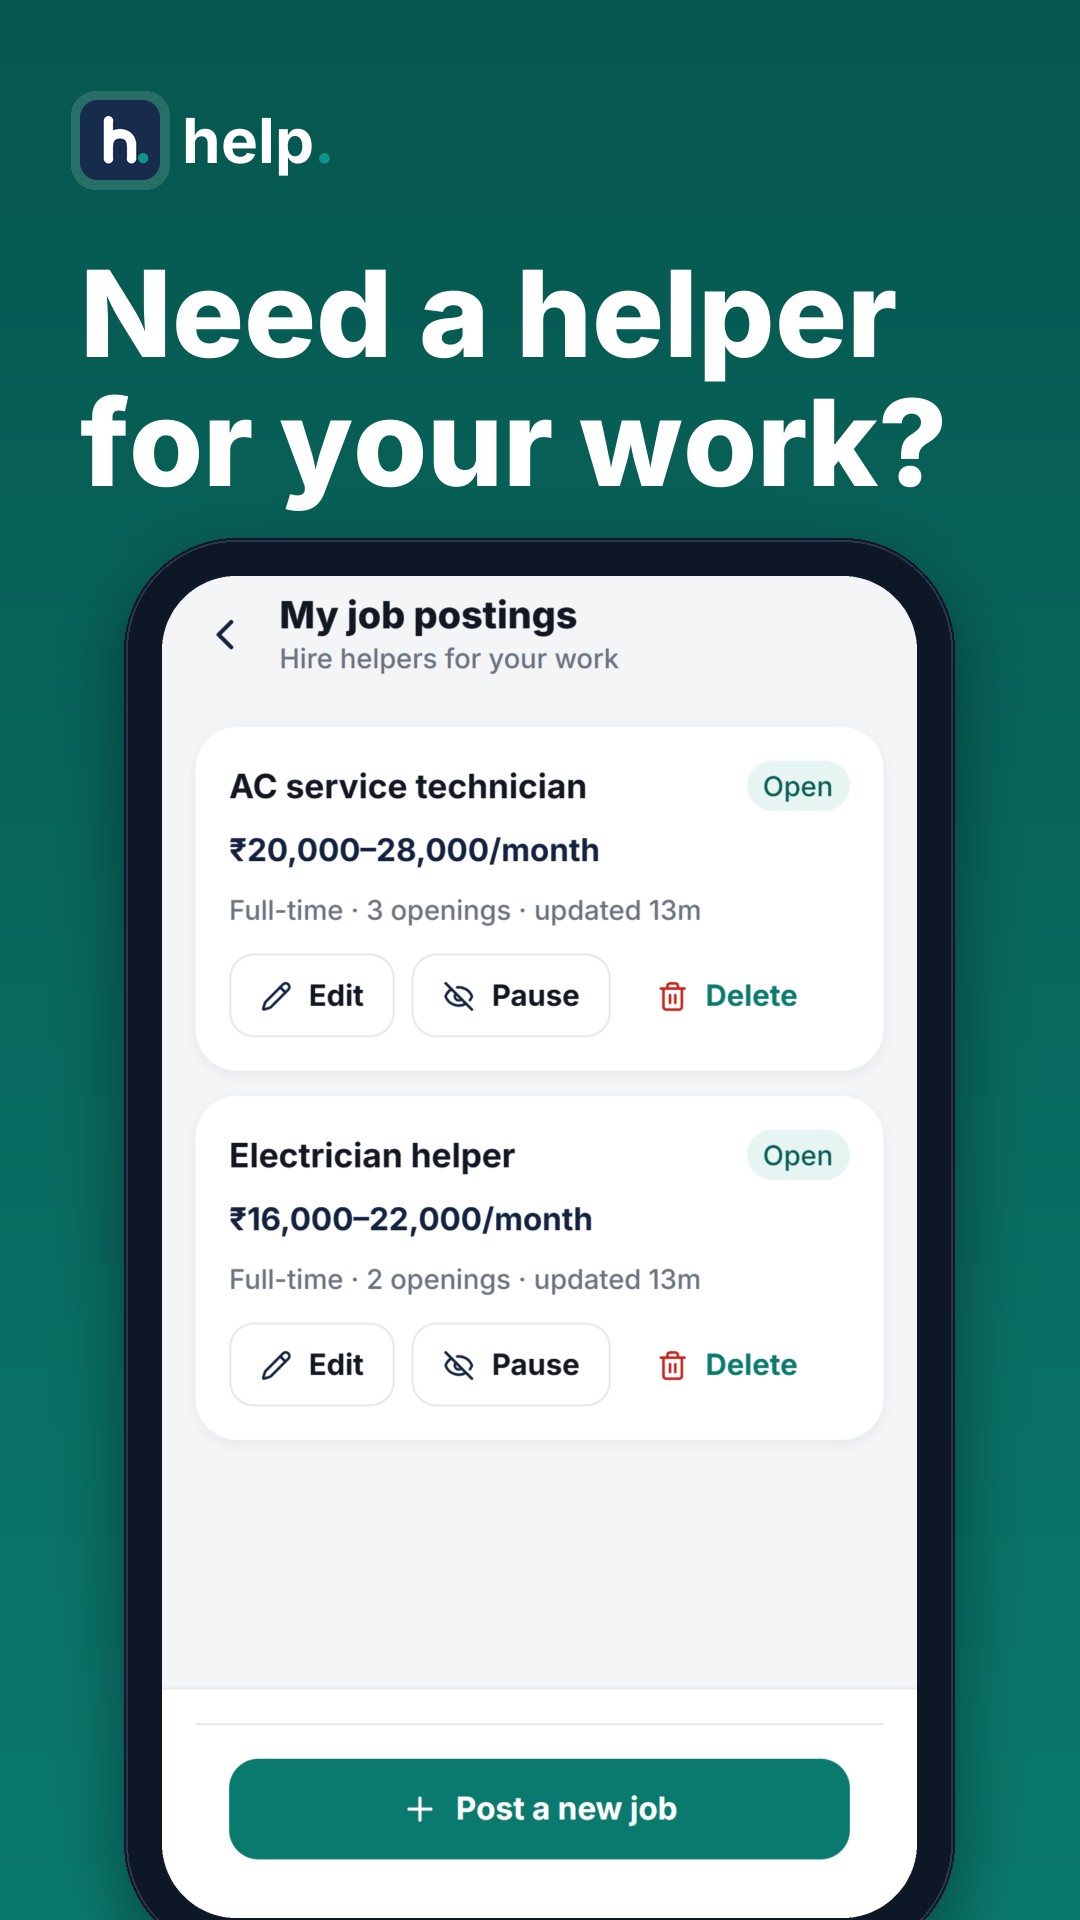 h.
help.
Need a helper
for your work?
My job postings
Hire helpers for your work
AC service technician
Open
₹20,000–28,000/month
Full-time · 3 openings · updated 13m
Edit
Pause
Delete
Electrician helper
Open
₹16,000–22,000/month
Full-time · 2 openings · updated 13m
Edit
Pause
Delete
+ Post a new job